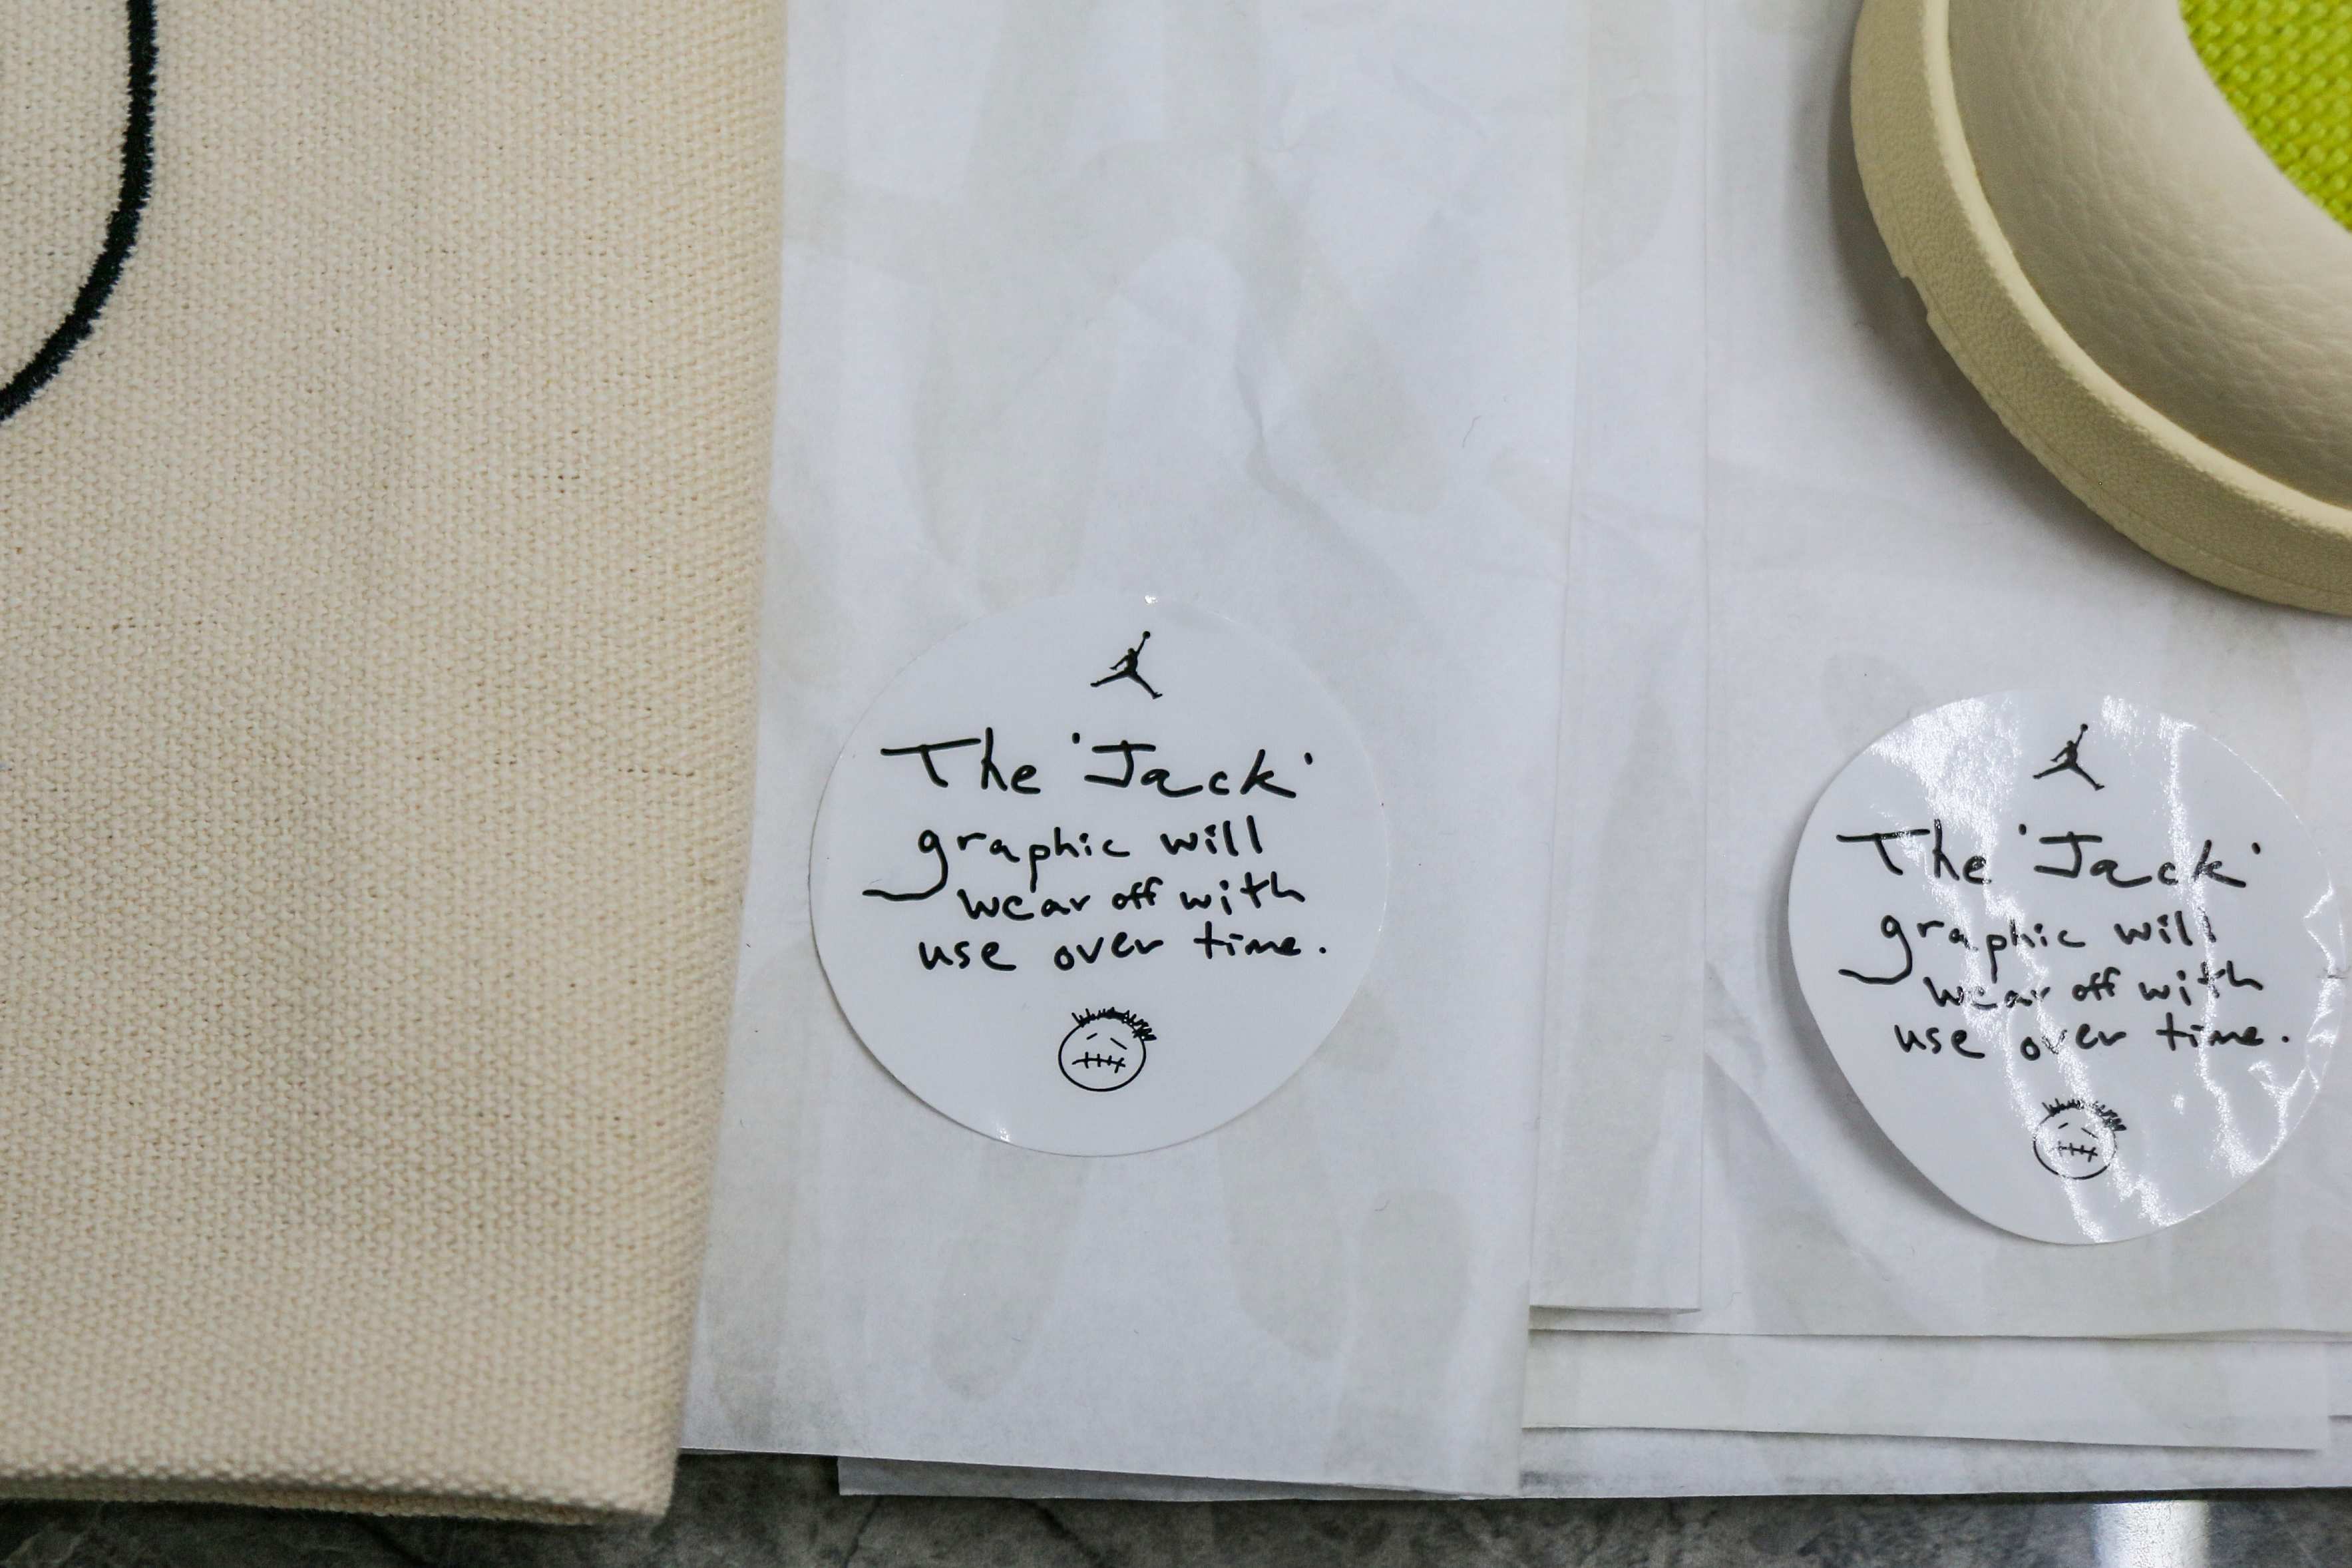 The 'Jack'
graphic will
wear off with
use over time.
The 'Jack'
graphic will
wear off with
use over time.